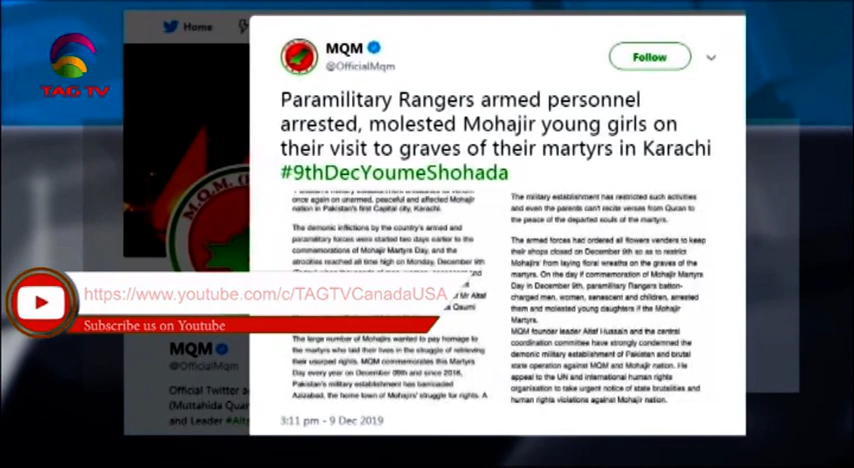 TAG TV
Home
MQM
@OfficialMqm
Follow
Paramilitary Rangers armed personnel
arrested, molested Mohajir young girls on
their visit to graves of their martyrs in Karachi
#9thDecYoumeShohada
once again on unarmed, peaceful and affected Mohajir
nation in Pakistan's first Capital city, Karachi.
The demonic inflictions by the country's armed and
paramilitary forces were started two days earlier to the
commemorations of Mohajir Martyrs Day, and the
atrocities reached all time high on Monday, December 9th
Mr Altaf
Qasmi
The large number of Mohajirs wanted to pay homage to
the martyrs who laid their lives in the struggle of retrieving
their usurped rights. MQM commemorates this Martyrs
Day every year on December 09th and since 2016,
Pakistan's military establishment has barricaded
Azizabad, the home town of Mohajirs' struggle for rights. A
The military establishment has restricted such activities
and even the parents can't recite verses from Quran to
the peace of the departed souls of the martyrs.
The armed forces had ordered all flowers venders to keep
their shops closed on December 9th so as to restrict
Mohajirs' from laying floral wreaths on the graves of the
martyrs. On the day if commemoration of Mohajir Martyrs
Day in December 9th, paramilitary Rangers batton-
charged men, women, senescent and children, arrested
them and molested young daughters if the Mohajir
Martyrs.
MQM founder leader Altaf Hussain and the central
coordination committee have strongly condemned the
demonic military establishment of Pakistan and brutal
state operation against MQM and Mohajir nation. He
appeal to the UN and international human rights
organisation to take urgent notice of state brutalities and
human rights violations against Mohajir nation.
3:11 pm - 9 Dec 2019
https://www.youtube.com/c/TAGTVCanadaUSA
Subscribe us on Youtube
M.Q.M.
MQM
@OfficialMqm
Official Twitter
(Muttahida
and Leader